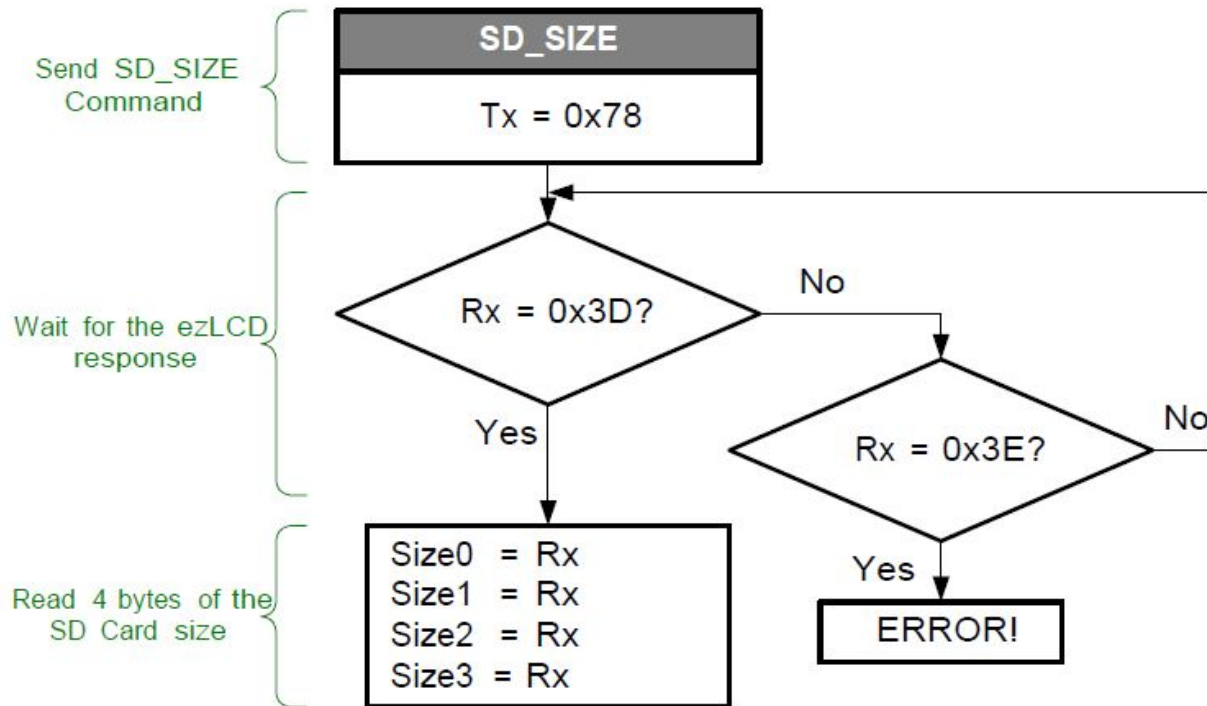 SD_SIZE
Send SD_SIZE
Command
Tx = 0x78
Rx = 0x3D?
No
Wait for the ezLCD
response
Yes
Rx = 0x3E?
No
Yes
ERROR!
Read 4 bytes of the
SD Card size
Size0 = Rx
Size1 = Rx
Size2 = Rx
Size3 = Rx